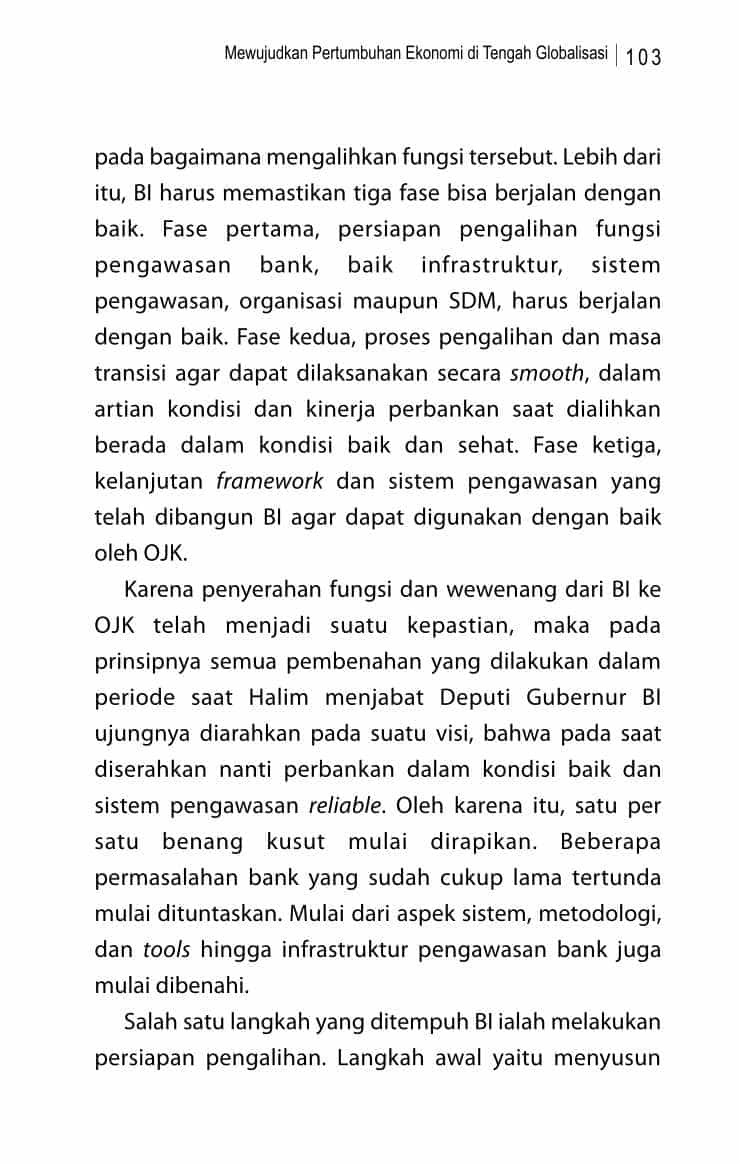 Mewujudkan Pertumbuhan Ekonomi di Tengah Globalisasi | 103
pada bagaimana mengalihkan fungsi tersebut. Lebih dari
itu, BI harus memastikan tiga fase bisa berjalan dengan
baik. Fase pertama, persiapan pengalihan fungsi
pengawasan bank, baik infrastruktur, sistem
pengawasan, organisasi maupun SDM, harus berjalan
dengan baik. Fase kedua, proses pengalihan dan masa
transisi agar dapat dilaksanakan secara smooth, dalam
artian kondisi dan kinerja perbankan saat dialihkan
berada dalam kondisi baik dan sehat. Fase ketiga,
kelanjutan framework dan sistem pengawasan yang
telah dibangun BI agar dapat digunakan dengan baik
oleh OJK.
Karena penyerahan fungsi dan wewenang dari BI ke
OJK telah menjadi suatu kepastian, maka pada
prinsipnya semua pembenahan yang dilakukan dalam
periode saat Halim menjabat Deputi Gubernur BI
ujungnya diarahkan pada suatu visi, bahwa pada saat
diserahkan nanti perbankan dalam kondisi baik dan
sistem pengawasan reliable. Oleh karena itu, satu per
satu benang kusut mulai dirapikan. Beberapa
permasalahan bank yang sudah cukup lama tertunda
mulai dituntaskan. Mulai dari aspek sistem, metodologi,
dan tools hingga infrastruktur pengawasan bank juga
mulai dibenahi.
Salah satu langkah yang ditempuh BI ialah melakukan
persiapan pengalihan. Langkah awal yaitu menyusun